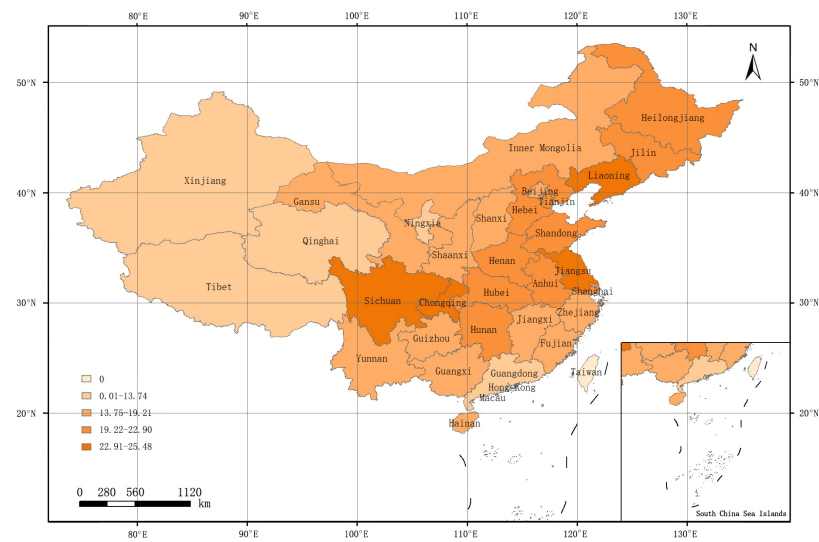 80°E 90°E 100°E 110°E 120°E 130°E
N
50°N 50°N
Heilongjiang
Inner Mongolia
Jilin
Liaoning
Xinjiang
40°N 40°N
Beijing
Gansu
Tianjin
Hebei
Shanxi
Ningxia
Shandong
Qinghai
Shaanxi
Henan
Jiangsu
Tibet
Anhui
Shanghai
Hubei
30°N 30°N
Sichuan
Chongqing
Zhejiang
Jiangxi
Hunan
Guizhou
Fujian
Yunnan
Guangxi
Guangdong
Taiwan
Hong Kong
Macau
Hainan
20°N 20°N
0
0.01-13.74
13.75-19.21
19.22-22.90
22.91-25.48
0 280 560 1120
km
South China Sea Islands
80°E 90°E 100°E 110°E 120°E 130°E